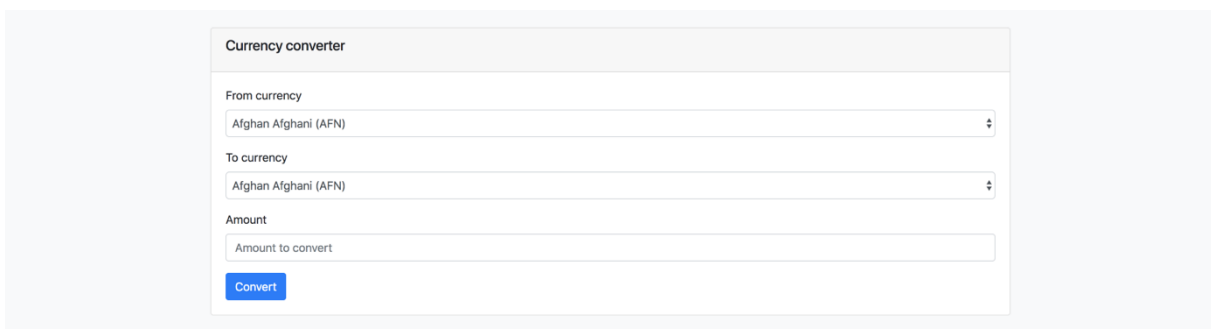 Currency converter
From currency
Afghan Afghani (AFN)
To currency
Afghan Afghani (AFN)
Amount
Amount to convert
Convert